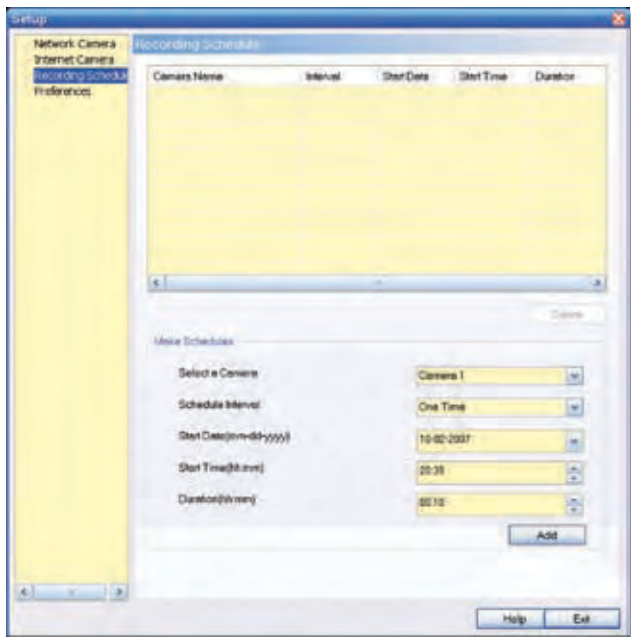 Setup
Network Camera
Internet Camera
Recording Schedul
Preferences
Recording Schedule
Camera Name Interval Start Date Start Time Duration
Delete
Make Schedules
Select a Camera Camera 1
Schedule Interval One Time
Start Date(mm-dd-yyyy) 10-02-2007
Start Time(hh:mm) 20:38
Duration(hh:mm) 00:10
Add
Help Exit